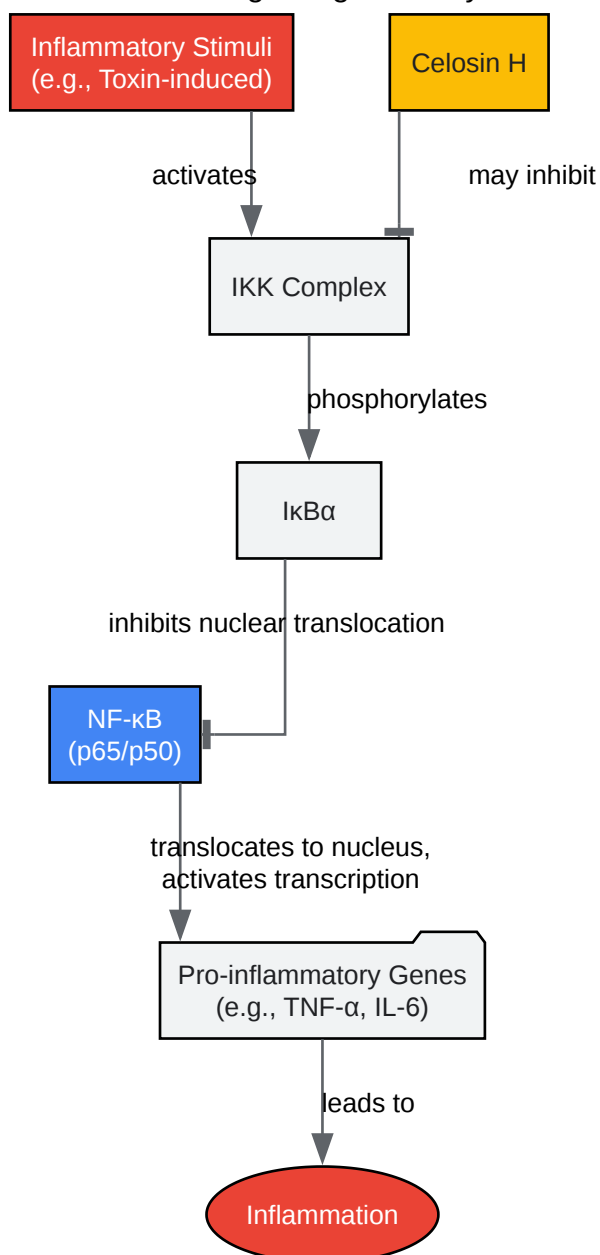 Inflammatory Stimuli
(e.g., Toxin-induced)
Celosin H
activates
may inhibit
IKK Complex
phosphorylates
IκBα
inhibits nuclear translocation
NF-κB
(p65/p50)
translocates to nucleus,
activates transcription
Pro-inflammatory Genes
(e.g., TNF-α, IL-6)
leads to
Inflammation